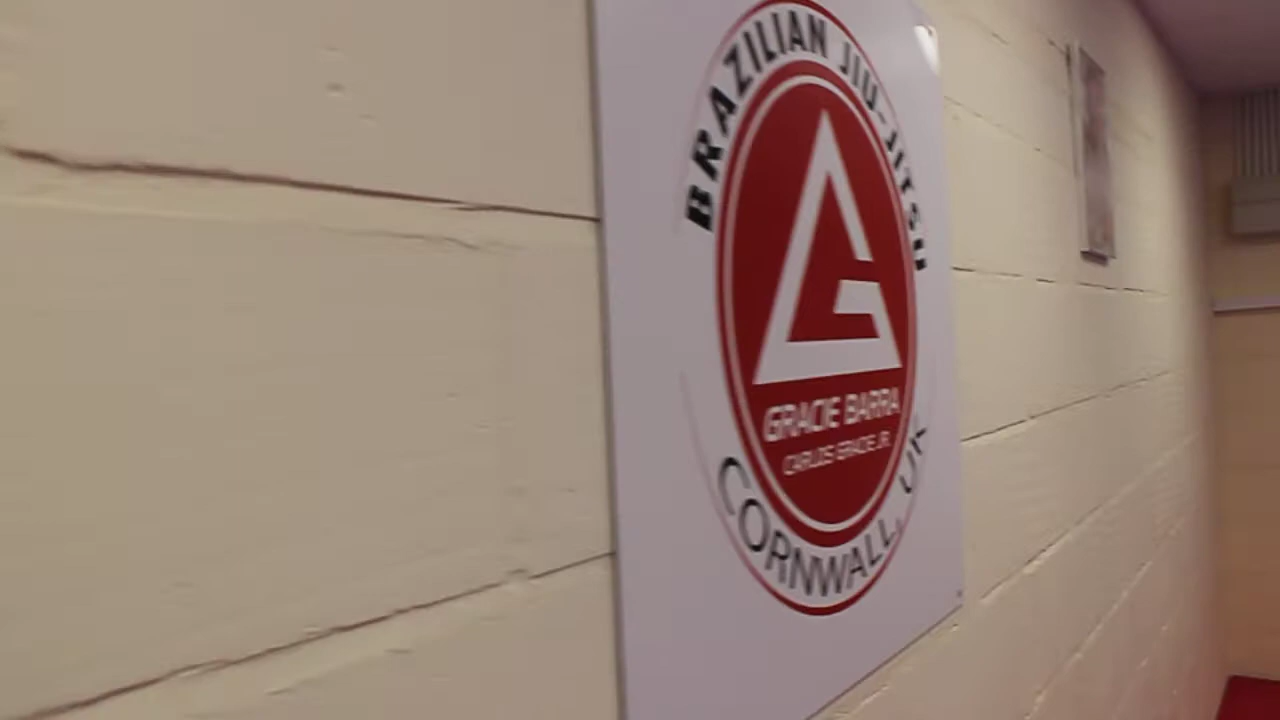 BRAZILIAN JIU-JITSU
GRACIE BARRA
CARLOS GRACIE JR.
CORNWALL, UK